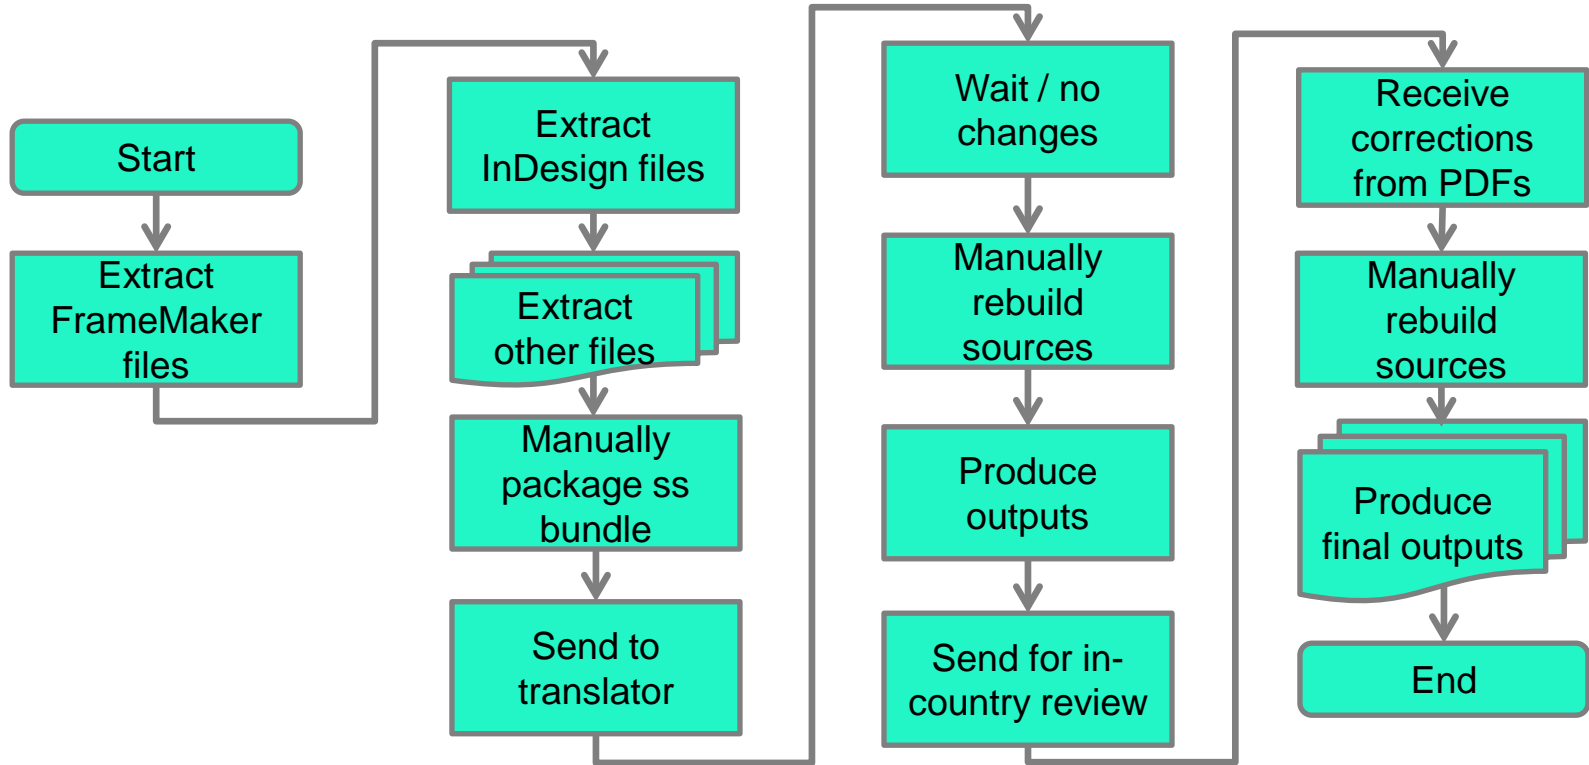 Start
Extract
FrameMaker
files
Extract
InDesign files
Extract
other files
Manually
package ss
bundle
Send to
translator
Wait / no
changes
Manually
rebuild
sources
Produce
outputs
Send for in-
country review
Receive
corrections
from PDFs
Manually
rebuild
sources
Produce
final outputs
End